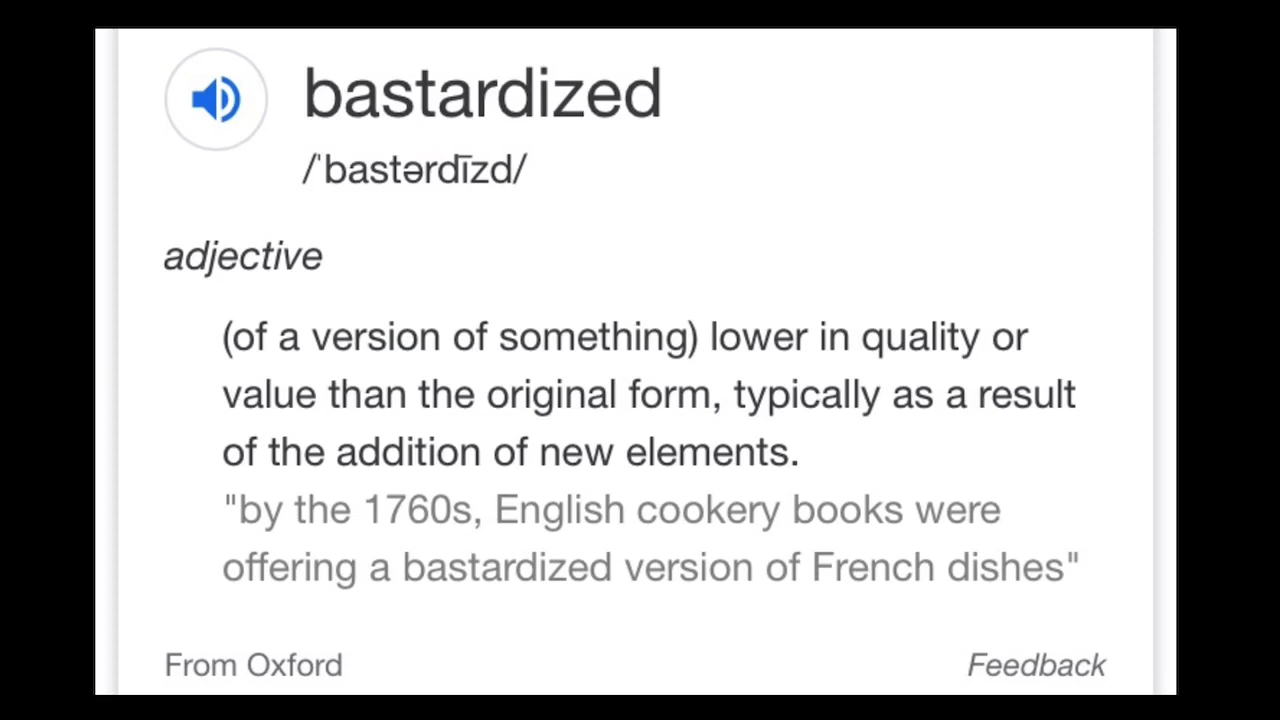 bastardized
/ˈbastərdīzd/
adjective
(of a version of something) lower in quality or
value than the original form, typically as a result
of the addition of new elements.
"by the 1760s, English cookery books were
offering a bastardized version of French dishes"
From Oxford
Feedback